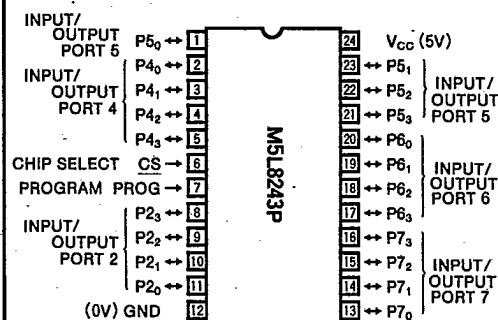 INPUT/
OUTPUT
PORT 5
P5₀ ↔ 1
INPUT/
OUTPUT
PORT 4
P4₀ ↔ 2
P4₁ ↔ 3
P4₂ ↔ 4
P4₃ ↔ 5
CHIP SELECT CS → 6
PROGRAM PROG → 7
INPUT/
OUTPUT
PORT 2
P2₃ ↔ 8
P2₂ ↔ 9
P2₁ ↔ 10
P2₀ ↔ 11
(0V) GND 12
M5L8243P
24 VCC (5V)
23 ↔ P5₁
22 ↔ P5₂
21 ↔ P5₃
INPUT/
OUTPUT
PORT 5
20 ↔ P6₀
19 ↔ P6₁
18 ↔ P6₂
17 ↔ P6₃
INPUT/
OUTPUT
PORT 6
16 ↔ P7₃
15 ↔ P7₂
14 ↔ P7₁
13 ↔ P7₀
INPUT/
OUTPUT
PORT 7